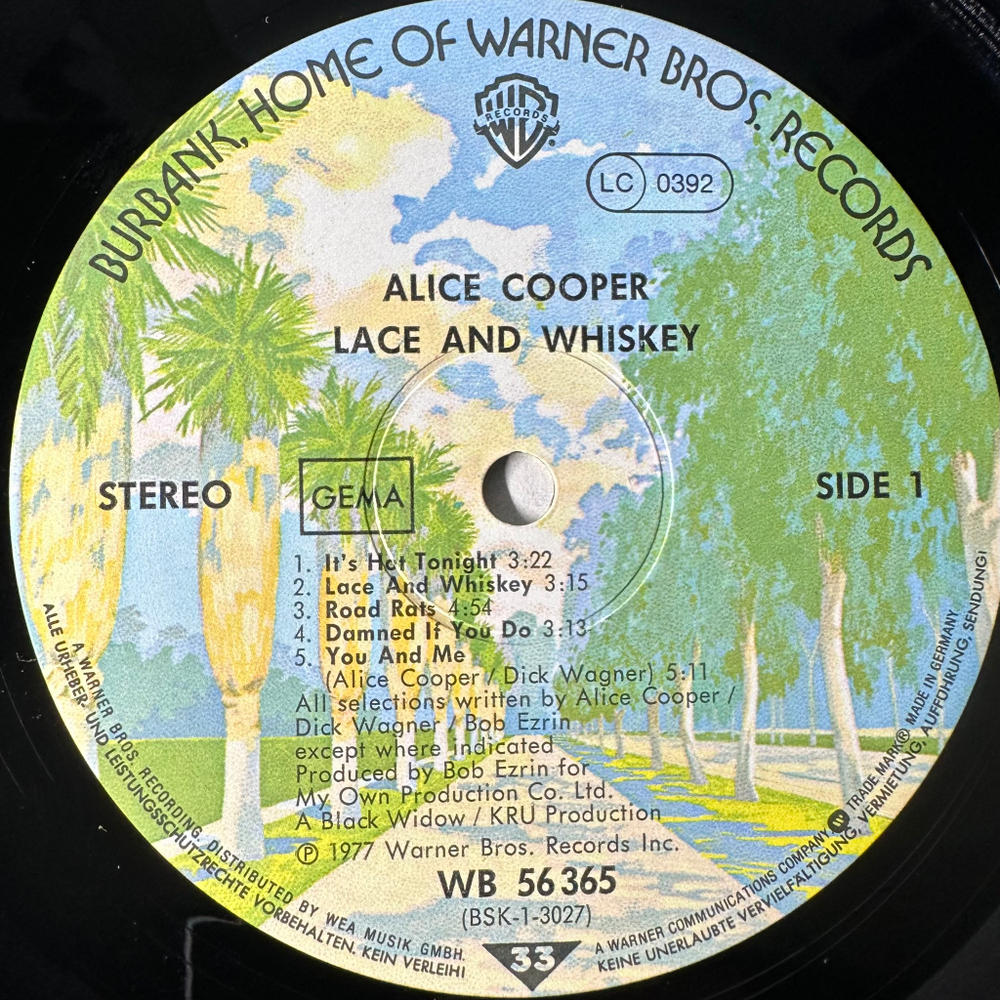 BURBANK, HOME OF WARNER BROS. RECORDS
WB
RECORDS
LC 0392
ALICE COOPER
LACE AND WHISKEY
STEREO
GEMA
SIDE 1
1. It's Hot Tonight 3:22
2. Lace And Whiskey 3:15
3. Road Rats 4:54
4. Damned If You Do 3:13
5. You And Me
(Alice Cooper / Dick Wagner) 5:11
All selections written by Alice Cooper /
Dick Wagner / Bob Ezrin
except where indicated
Produced by Bob Ezrin for
My Own Production Co. Ltd.
A Black Widow / KRU Production
℗ 1977 Warner Bros. Records Inc.
WB 56 365
(BSK-1-3027)
33
A WARNER BROS. RECORDING. DISTRIBUTED BY WEA MUSIK GMBH.
A WARNER COMMUNICATIONS COMPANY TRADE MARK® MADE IN GERMANY
ALLE URHEBER- UND LEISTUNGSSCHUTZRECHTE VORBEHALTEN. KEIN VERLEIH!
KEINE UNERLAUBTE VERVIELFÄLTIGUNG, VERMIETUNG, AUFFÜHRUNG, SENDUNG!